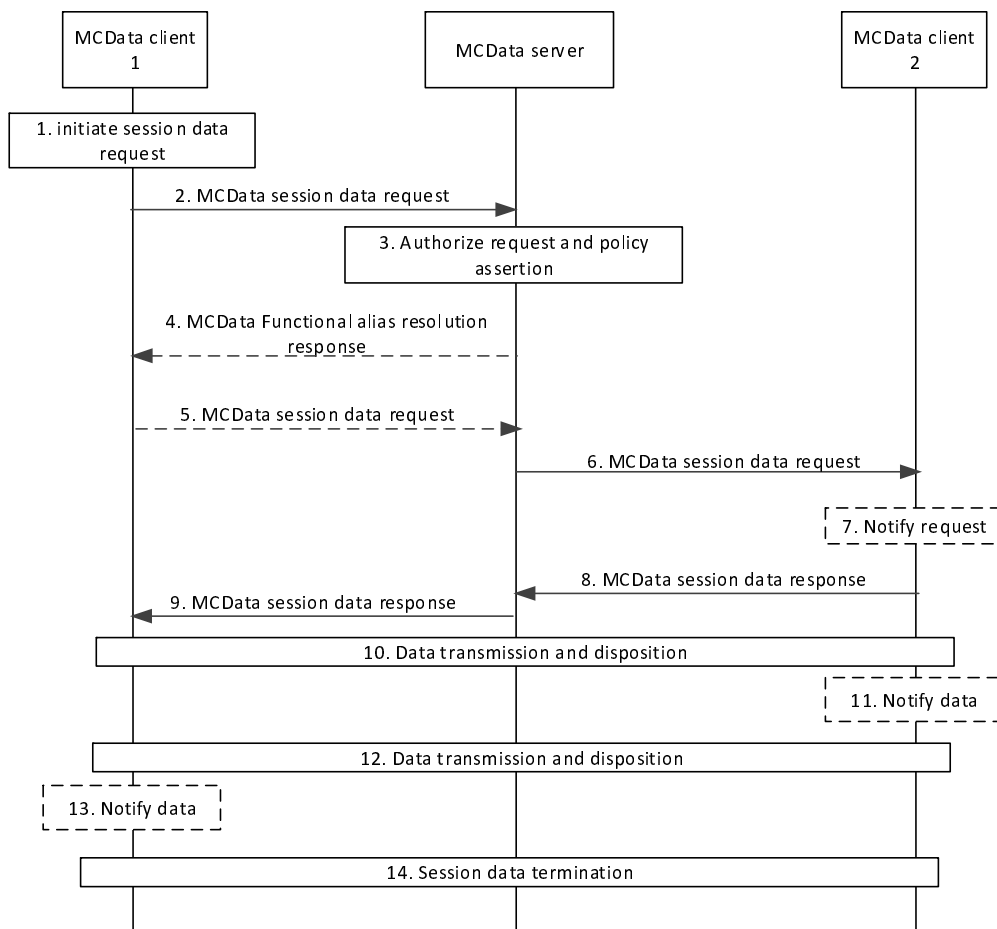 MCData client
1
MCData server
MCData client
2
1. initiate session data
request
2. MCData session data request
3. Authorize request and policy
assertion
4. MCData Functional alias resolution
response
5. MCData session data request
6. MCData session data request
7. Notify request
8. MCData session data response
9. MCData session data response
10. Data transmission and disposition
11. Notify data
12. Data transmission and disposition
13. Notify data
14. Session data termination